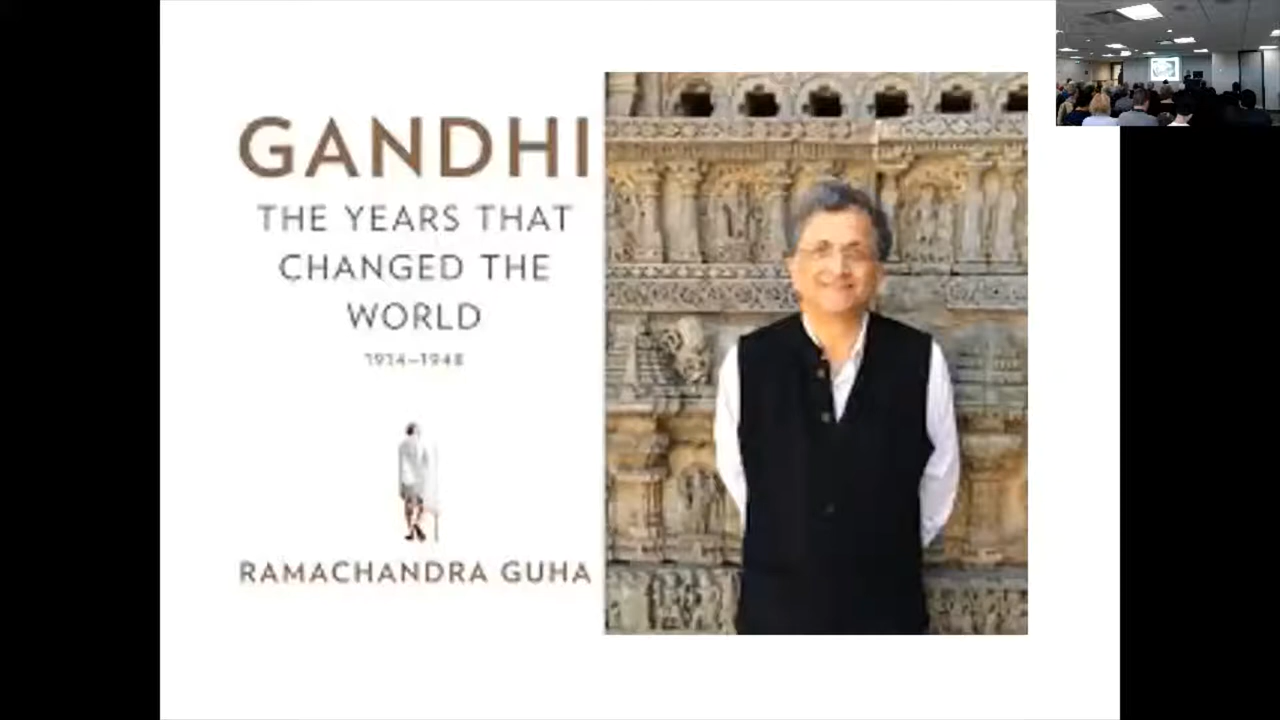 GANDHI
THE YEARS THAT
CHANGED THE
WORLD
1914–1948
RAMACHANDRA GUHA